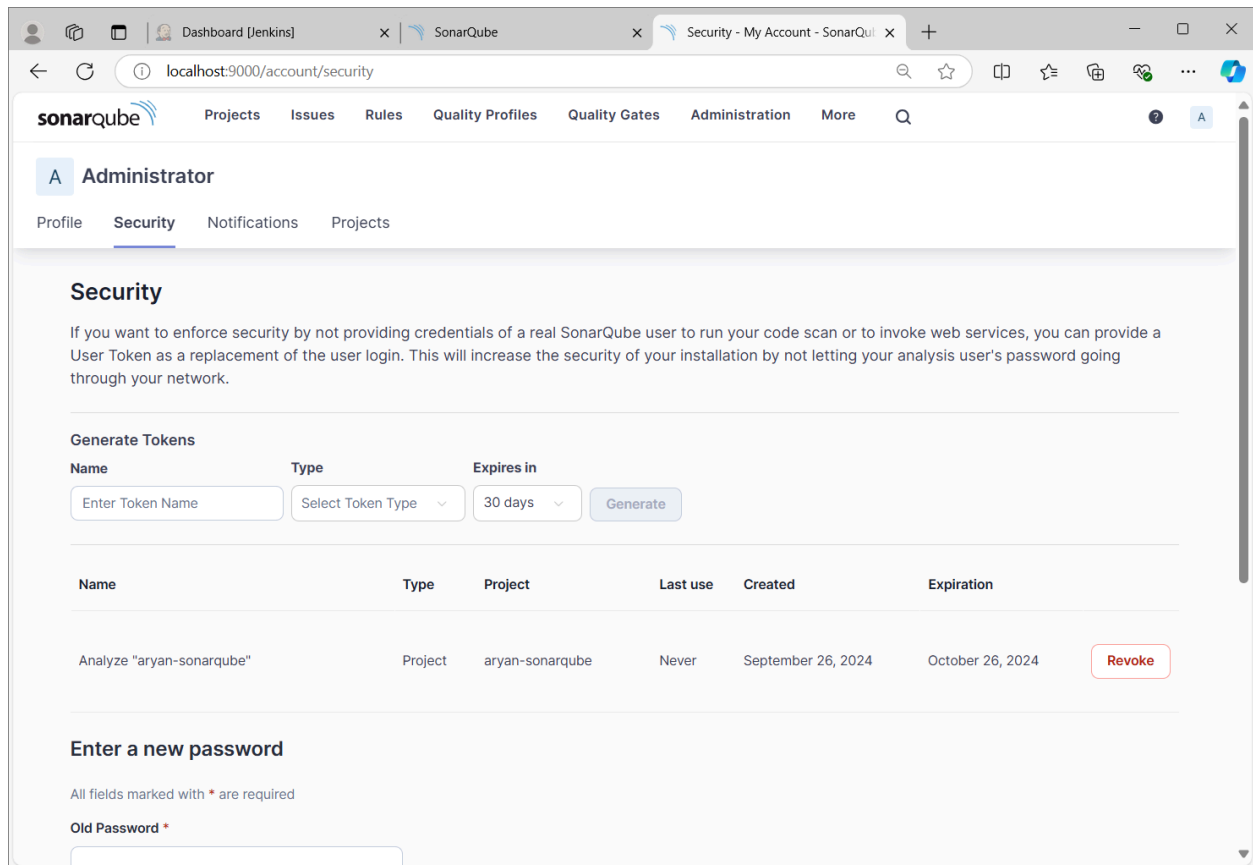 Dashboard [Jenkins]
SonarQube
Security - My Account - SonarQu
localhost:9000/account/security
sonarqube
Projects Issues Rules Quality Profiles Quality Gates Administration More
? A
A Administrator
Profile Security Notifications Projects
Security
If you want to enforce security by not providing credentials of a real SonarQube user to run your code scan or to invoke web services, you can provide a
User Token as a replacement of the user login. This will increase the security of your installation by not letting your analysis user's password going
through your network.
Generate Tokens
Name Type Expires in
Enter Token Name Select Token Type 30 days Generate
Name Type Project Last use Created Expiration
Analyze "aryan-sonarqube" Project aryan-sonarqube Never September 26, 2024 October 26, 2024 Revoke
Enter a new password
All fields marked with * are required
Old Password *